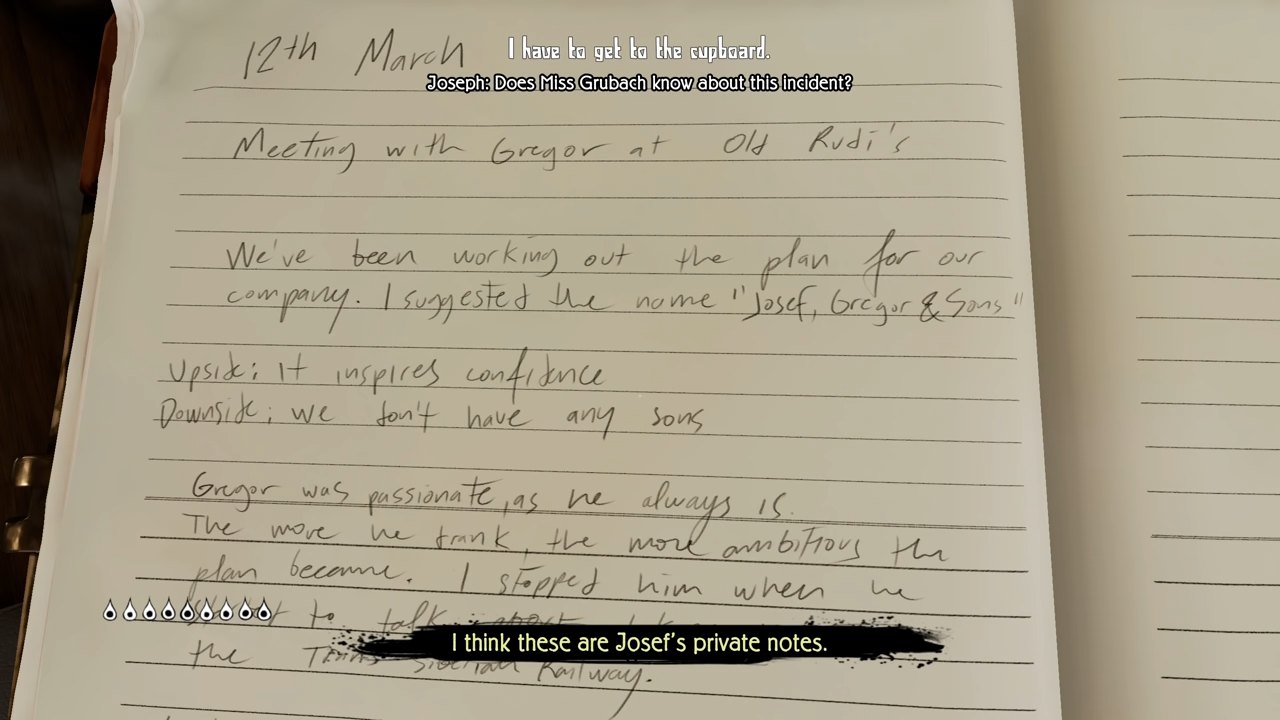 12th March
I have to get to the cupboard.
Joseph: Does Miss Grubach know about this incident?
Meeting with Gregor at Old Rudi's
We've been working out the plan for our
company. I suggested the name "Josef, Gregor & Sons"
Upside: It inspires confidence
Downside: we don't have any sons
Gregor was passionate, as he always is.
The more he drank, the more ambitious the
plan became. I stopped him when he
to talk about
I think these are Josef's private notes.
the Trans Siberian Railway.